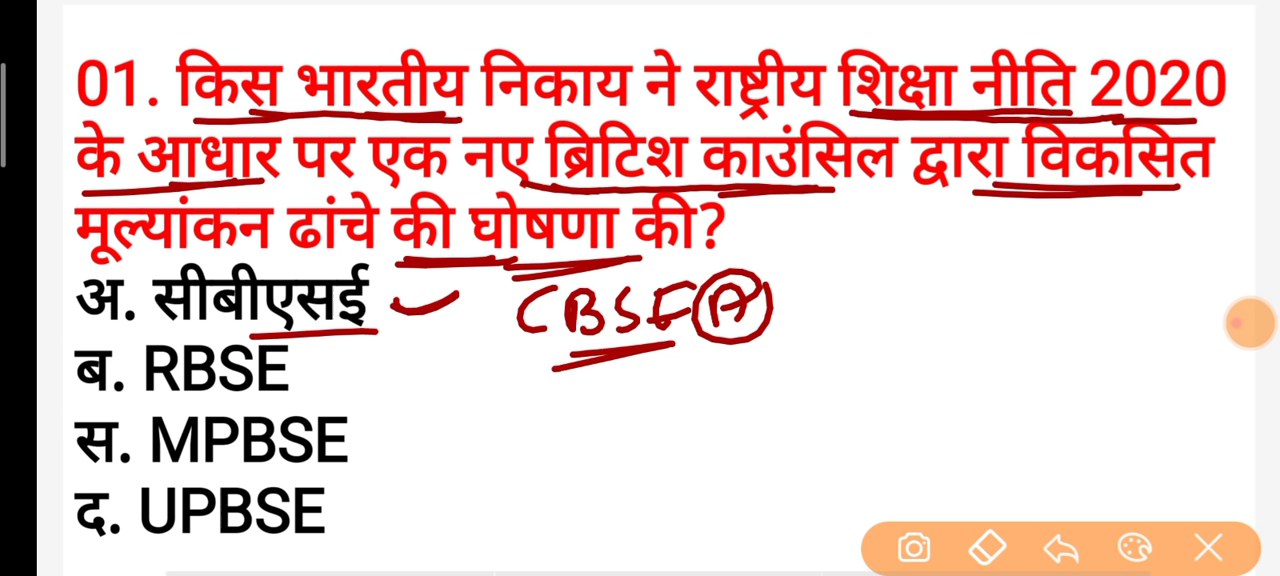 01. किस भारतीय निकाय ने राष्ट्रीय शिक्षा नीति 2020
के आधार पर एक नए ब्रिटिश काउंसिल द्वारा विकसित
मूल्यांकन ढांचे की घोषणा की?
अ. सीबीएसई CBSE A
ब. RBSE
स. MPBSE
द. UPBSE